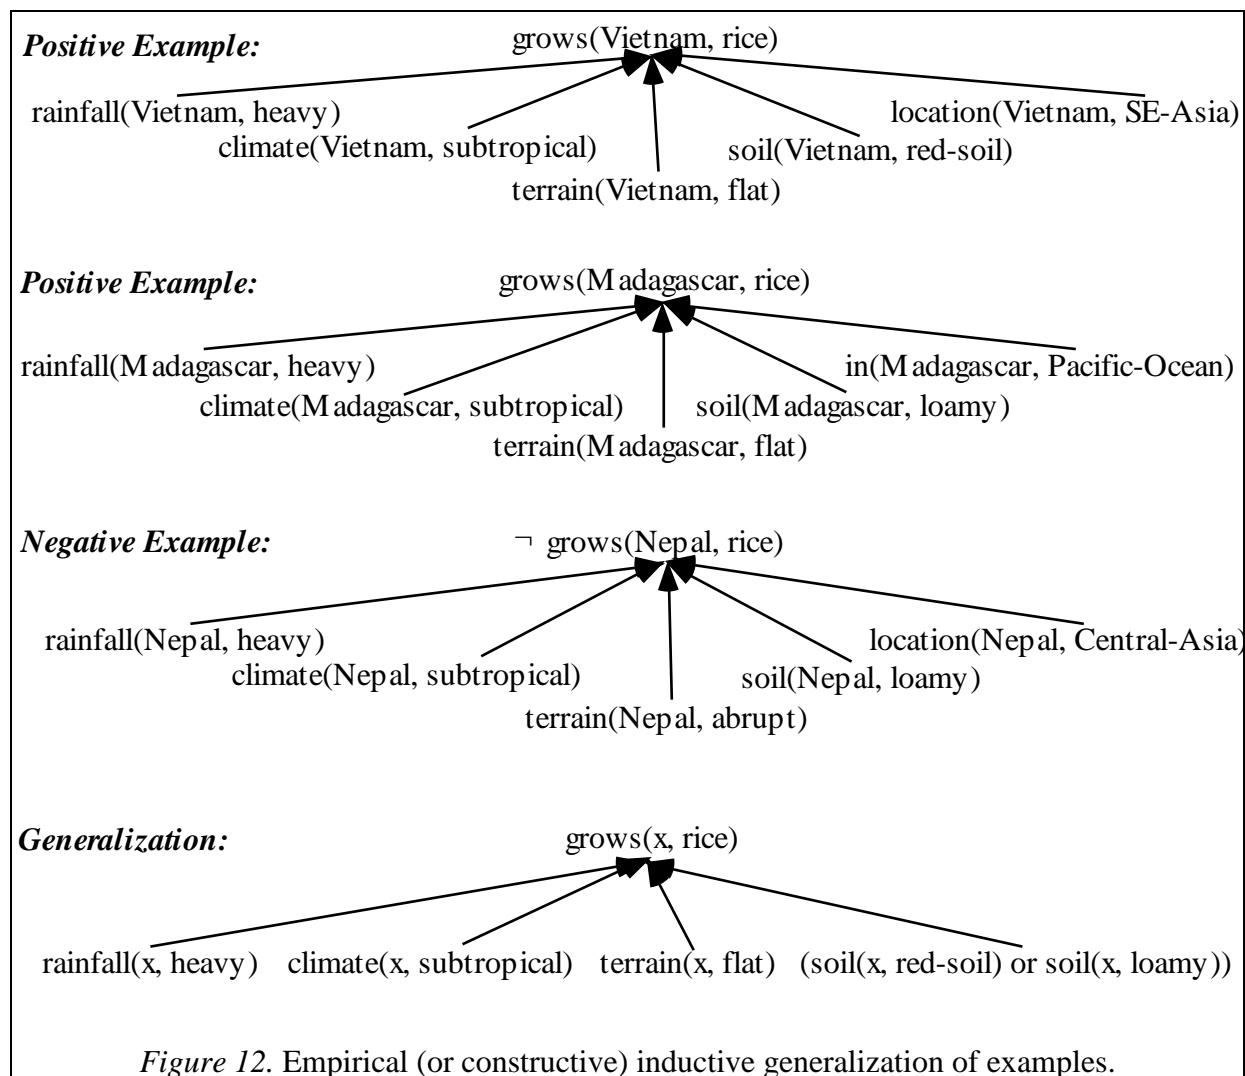 Positive Example: grows(Vietnam, rice)
rainfall(Vietnam, heavy) location(Vietnam, SE-Asia)
climate(Vietnam, subtropical) soil(Vietnam, red-soil)
terrain(Vietnam, flat)
Positive Example: grows(Madagascar, rice)
rainfall(Madagascar, heavy) in(Madagascar, Pacific-Ocean)
climate(Madagascar, subtropical) soil(Madagascar, loamy)
terrain(Madagascar, flat)
Negative Example: ¬ grows(Nepal, rice)
rainfall(Nepal, heavy) location(Nepal, Central-Asia)
climate(Nepal, subtropical) soil(Nepal, loamy)
terrain(Nepal, abrupt)
Generalization: grows(x, rice)
rainfall(x, heavy) climate(x, subtropical) terrain(x, flat) (soil(x, red-soil) or soil(x, loamy))
Figure 12. Empirical (or constructive) inductive generalization of examples.